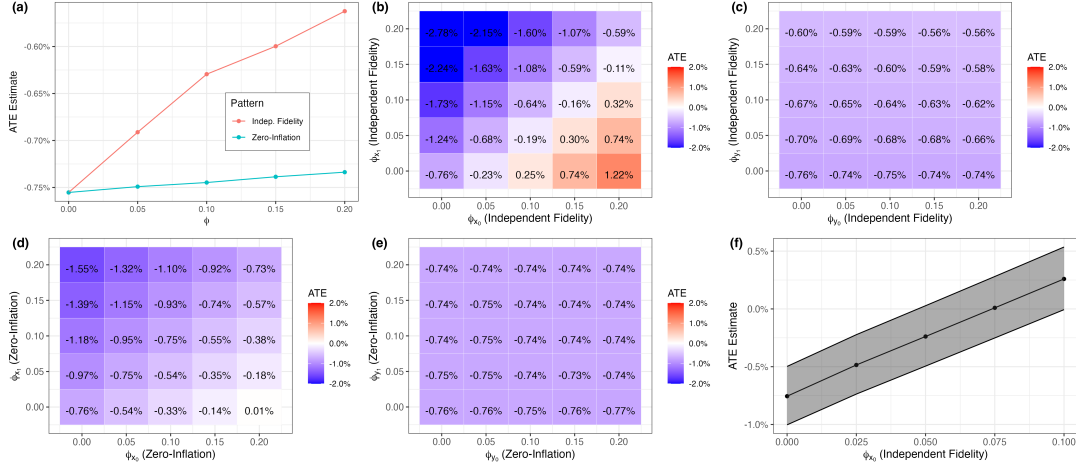 (a)
-0.60%
-0.65%
-0.70%
-0.75%
ATE Estimate
0.00 0.05 0.10 0.15 0.20
ϕ
Pattern
Indep. Fidelity
Zero-Inflation
(b)
ϕx₁ (Independent Fidelity)
0.20 -2.78% -2.15% -1.60% -1.07% -0.59%
0.15 -2.24% -1.63% -1.08% -0.59% -0.11%
0.10 -1.73% -1.15% -0.64% -0.16% 0.32%
0.05 -1.24% -0.68% -0.19% 0.30% 0.74%
0.00 -0.76% -0.23% 0.25% 0.74% 1.22%
0.00 0.05 0.10 0.15 0.20
ϕx₀ (Independent Fidelity)
ATE
2.0%
1.0%
0.0%
-1.0%
-2.0%
(c)
ϕy₁ (Independent Fidelity)
0.20 -0.60% -0.59% -0.59% -0.56% -0.56%
0.15 -0.64% -0.63% -0.60% -0.59% -0.58%
0.10 -0.67% -0.65% -0.64% -0.63% -0.62%
0.05 -0.70% -0.69% -0.68% -0.66% -0.66%
0.00 -0.76% -0.74% -0.75% -0.74% -0.74%
0.00 0.05 0.10 0.15 0.20
ϕy₀ (Independent Fidelity)
ATE
2.0%
1.0%
0.0%
-1.0%
-2.0%
(d)
ϕx₁ (Zero-Inflation)
0.20 -1.55% -1.32% -1.10% -0.92% -0.73%
0.15 -1.39% -1.15% -0.93% -0.74% -0.57%
0.10 -1.18% -0.95% -0.75% -0.55% -0.38%
0.05 -0.97% -0.75% -0.54% -0.35% -0.18%
0.00 -0.76% -0.54% -0.33% -0.14% 0.01%
0.00 0.05 0.10 0.15 0.20
ϕx₀ (Zero-Inflation)
ATE
2.0%
1.0%
0.0%
-1.0%
-2.0%
(e)
ϕy₁ (Zero-Inflation)
0.20 -0.74% -0.74% -0.74% -0.74% -0.74%
0.15 -0.74% -0.75% -0.74% -0.74% -0.74%
0.10 -0.74% -0.75% -0.74% -0.74% -0.74%
0.05 -0.75% -0.75% -0.74% -0.73% -0.74%
0.00 -0.76% -0.76% -0.75% -0.76% -0.77%
0.00 0.05 0.10 0.15 0.20
ϕy₀ (Zero-Inflation)
ATE
2.0%
1.0%
0.0%
-1.0%
-2.0%
(f)
0.5%
0.0%
-0.5%
-1.0%
ATE Estimate
0.000 0.025 0.050 0.075 0.100
ϕx₀ (Independent Fidelity)